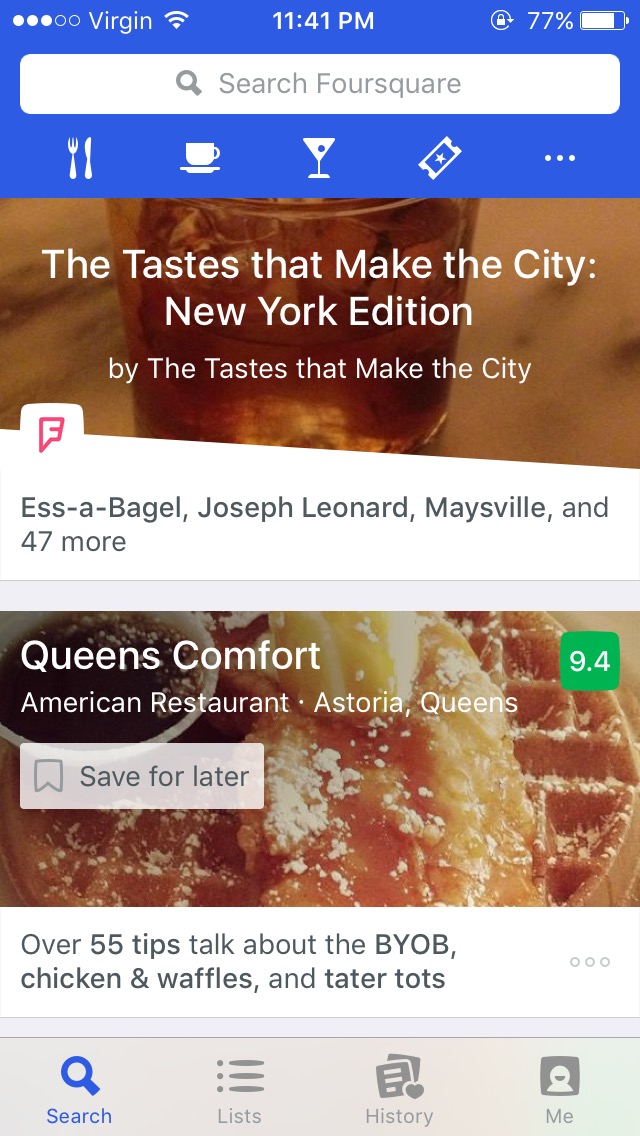 Virgin 11:41 PM 77%
Search Foursquare
The Tastes that Make the City:
New York Edition
by The Tastes that Make the City
Ess-a-Bagel, Joseph Leonard, Maysville, and
47 more
Queens Comfort 9.4
American Restaurant · Astoria, Queens
Save for later
Over 55 tips talk about the BYOB,
chicken & waffles, and tater tots
Search Lists History Me